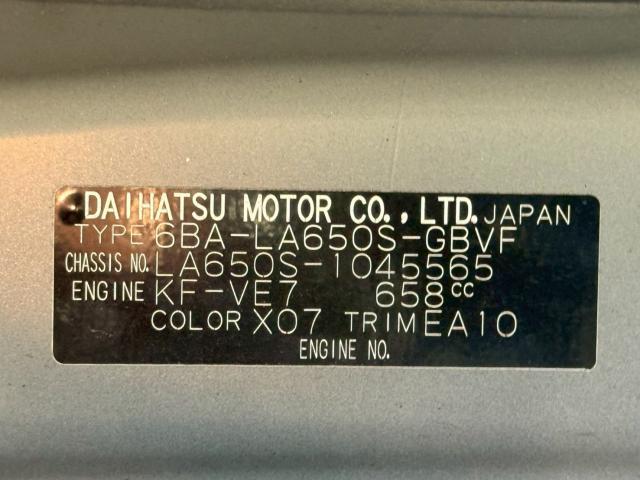 DAIHATSU MOTOR CO., LTD. JAPAN
TYPE 6BA-LA650S-GBVF
CHASSIS NO. LA650S-1045565
ENGINE KF-VE7 658cc
COLOR X07 TRIM EA10
ENGINE NO.